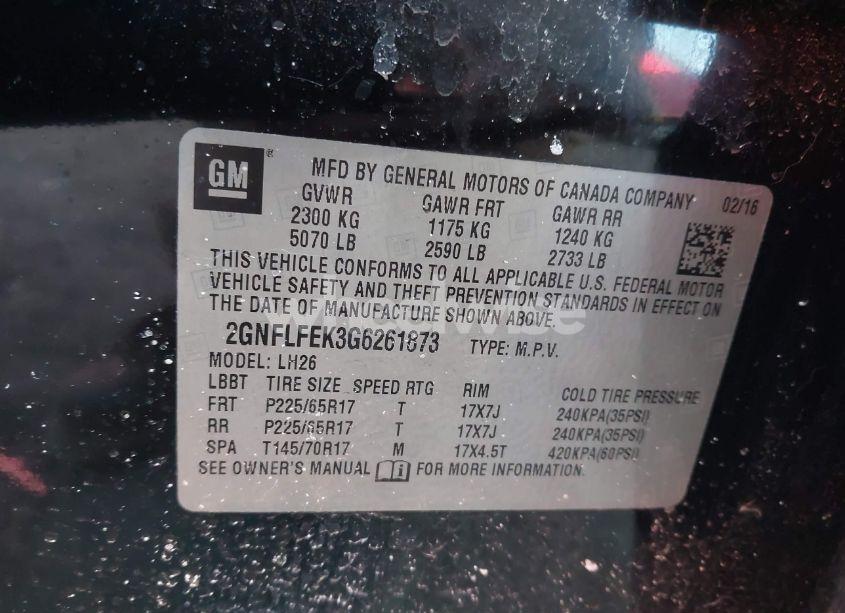 GM
MFD BY GENERAL MOTORS OF CANADA COMPANY 02/16
GVWR GAWR FRT GAWR RR
2300 KG 1175 KG 1240 KG
5070 LB 2590 LB 2733 LB
THIS VEHICLE CONFORMS TO ALL APPLICABLE U.S. FEDERAL MOTOR
VEHICLE SAFETY AND THEFT PREVENTION STANDARDS IN EFFECT ON
THE DATE OF MANUFACTURE SHOWN ABOVE.
2GNFLFEK3G6261873 TYPE: M.P.V.
MODEL: LH26
LBBT TIRE SIZE SPEED RTG RIM COLD TIRE PRESSURE
FRT P225/65R17 T 17X7J 240KPA(35PSI)
RR P225/65R17 T 17X7J 240KPA(35PSI)
SPA T145/70R17 M 17X4.5T 420KPA(60PSI)
SEE OWNER'S MANUAL FOR MORE INFORMATION.